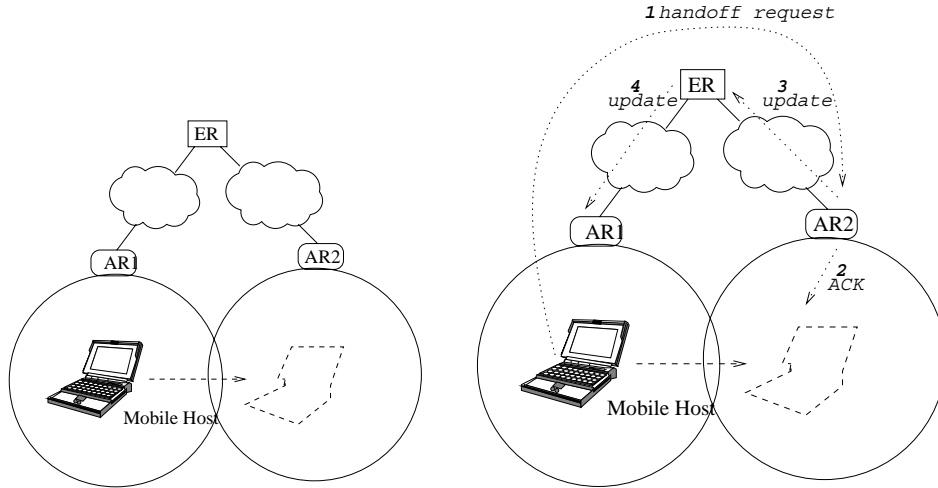 ER
AR1
AR2
Mobile Host
1 handoff request
ER
4
update
3
update
AR1
AR2
2
ACK
Mobile Host